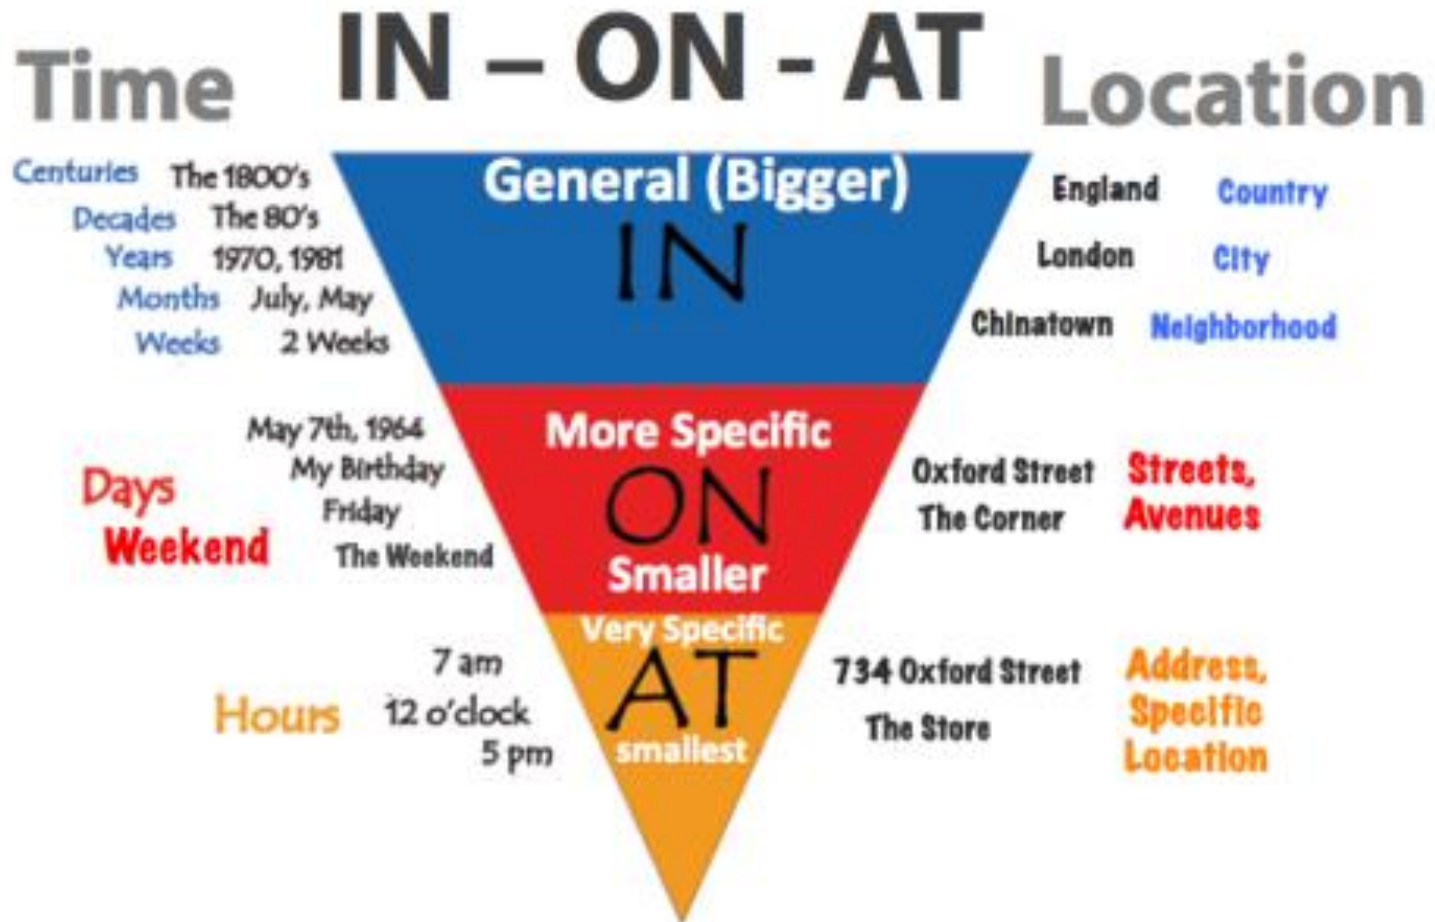 IN – ON - AT
Time
Location
Centuries The 1800's
Decades The 80's
Years 1970, 1981
Months July, May
Weeks 2 Weeks
General (Bigger)
IN
England Country
London City
Chinatown Neighborhood
May 7th, 1964
My Birthday
Friday
The Weekend
Days
Weekend
More Specific
ON
Smaller
Oxford Street
The Corner
Streets,
Avenues
7 am
12 o'clock
5 pm
Hours
Very Specific
AT
smallest
734 Oxford Street
The Store
Address,
Specific
Location